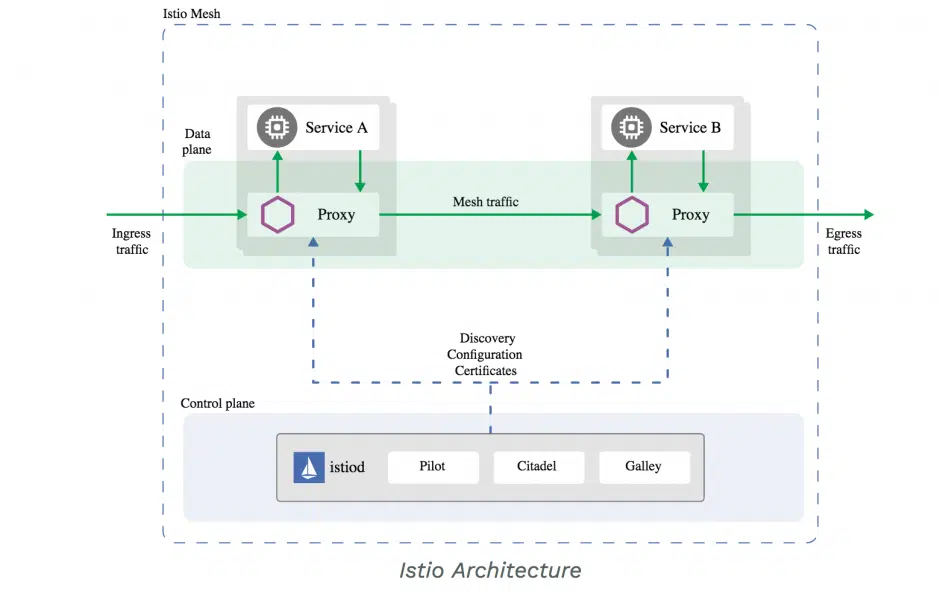 Istio Mesh
Data
plane
Service A
Service B
Proxy
Mesh traffic
Proxy
Ingress
traffic
Egress
traffic
Discovery
Configuration
Certificates
Control plane
istiod
Pilot
Citadel
Galley
Istio Architecture